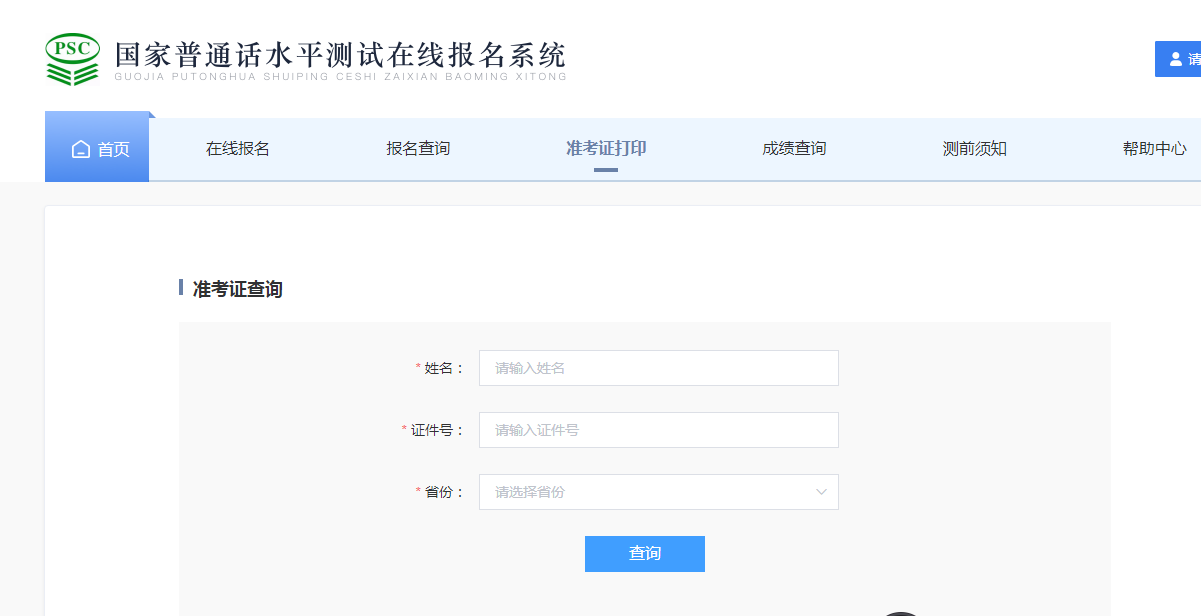 PSC
国家普通话水平测试在线报名系统
GUOJIA PUTONGHUA SHUIPING CESHI ZAIXIAN BAOMING XITONG
请
首页 在线报名 报名查询 准考证打印 成绩查询 测前须知 帮助中心
准考证查询
* 姓名： 请输入姓名
* 证件号： 请输入证件号
* 省份： 请选择省份
查询